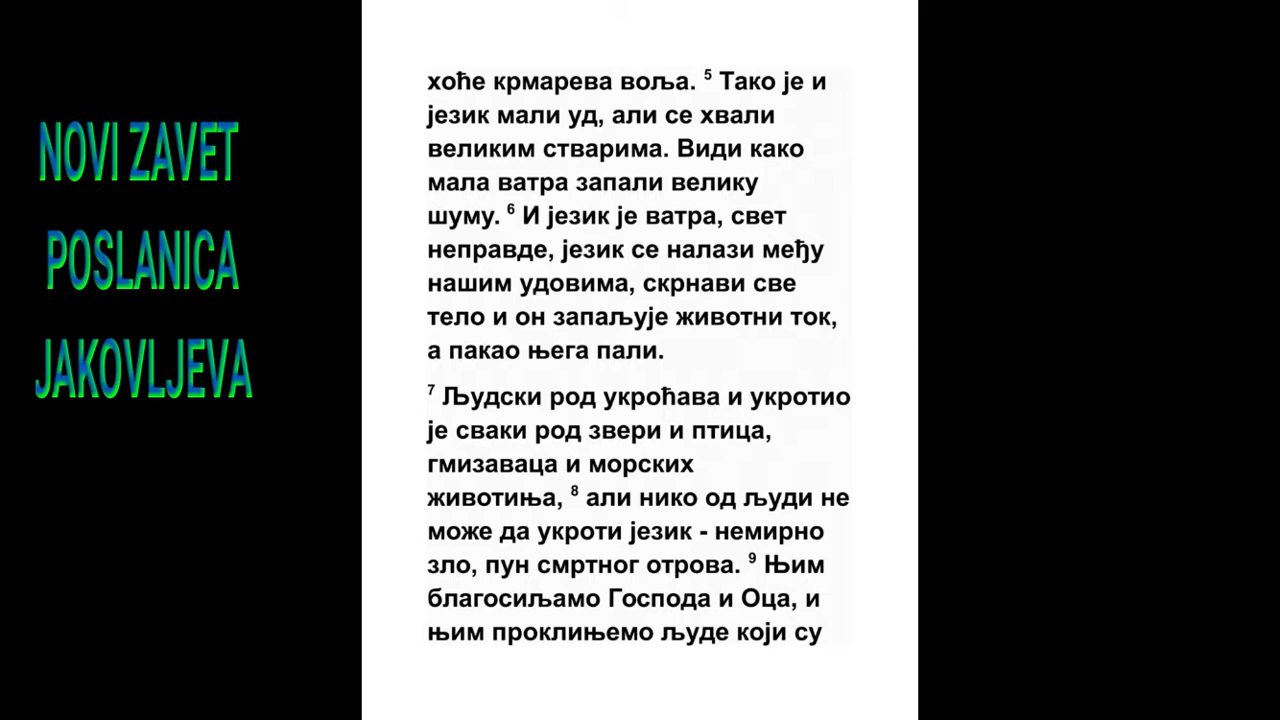 NOVI ZAVET
POSLANICA
JAKOVLJEVA
хоће крмарева воља. 5 Тако је и
језик мали уд, али се хвали
великим стварима. Види како
мала ватра запали велику
шуму. 6 И језик је ватра, свет
неправде, језик се налази међу
нашим удовима, скрнави све
тело и он запаљује животни ток,
а пакао њега пали.
7 Људски род укроћава и укротио
је сваки род звери и птица,
гмизаваца и морских
животиња, 8 али нико од људи не
може да укроти језик - немирно
зло, пун смртног отрова. 9 Њим
благосиљамо Господа и Оца, и
њим проклињемо људе који су